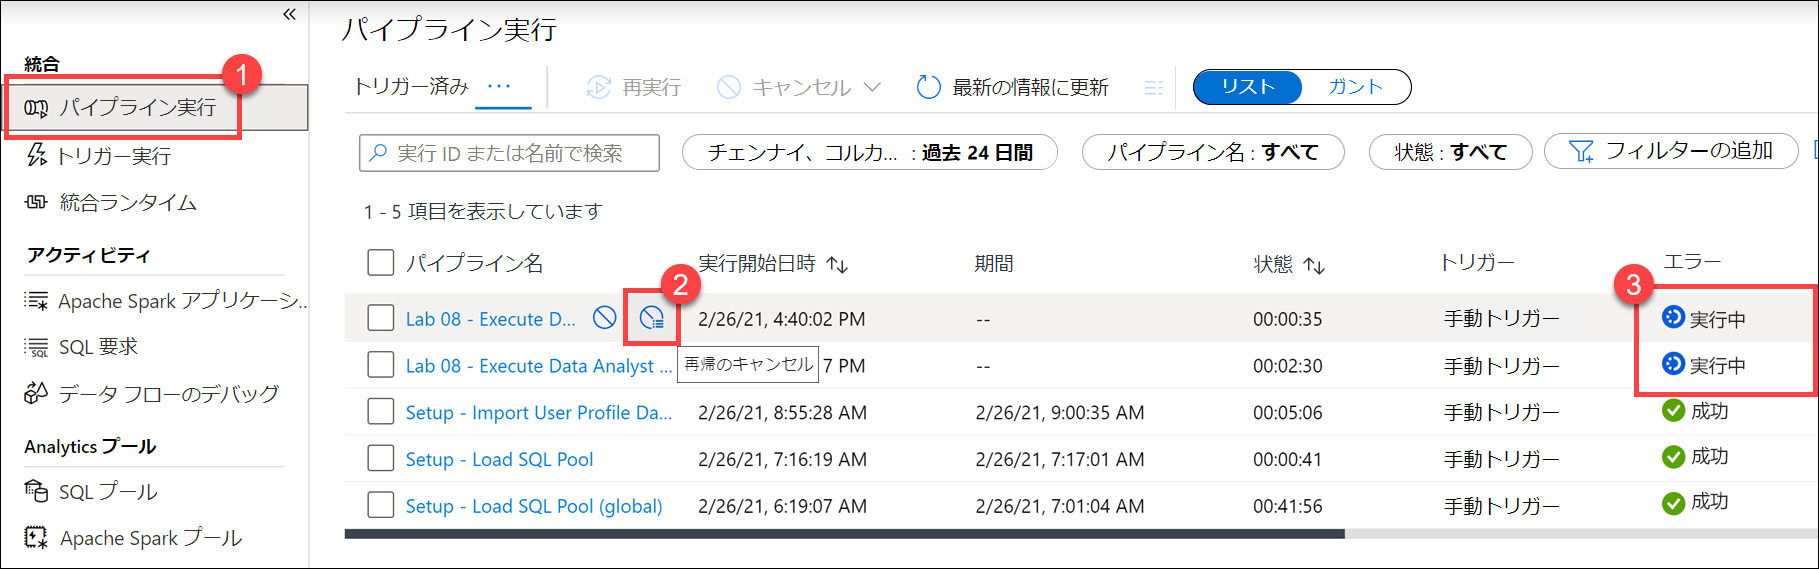 «
統合
1
パイプライン実行
トリガー実行
統合ランタイム
アクティビティ
Apache Spark アプリケーシ...
SQL 要求
データ フローのデバッグ
Analytics プール
SQL プール
Apache Spark プール
パイプライン実行
トリガー済み ... 再実行 キャンセル 最新の情報に更新 リスト ガント
実行 ID または名前で検索 チェンナイ、コルカ... : 過去 24 日間 パイプライン名 : すべて 状態 : すべて フィルターの追加
1 - 5 項目を表示しています
パイプライン名 実行開始日時 期間 状態 トリガー エラー
2 3
Lab 08 - Execute D... 2/26/21, 4:40:02 PM -- 00:00:35 手動トリガー 実行中
Lab 08 - Execute Data Analyst ... 再帰のキャンセル 7 PM -- 00:02:30 手動トリガー 実行中
Setup - Import User Profile Da... 2/26/21, 8:55:28 AM 2/26/21, 9:00:35 AM 00:05:06 手動トリガー 成功
Setup - Load SQL Pool 2/26/21, 7:16:19 AM 2/26/21, 7:17:01 AM 00:00:41 手動トリガー 成功
Setup - Load SQL Pool (global) 2/26/21, 6:19:07 AM 2/26/21, 7:01:04 AM 00:41:56 手動トリガー 成功